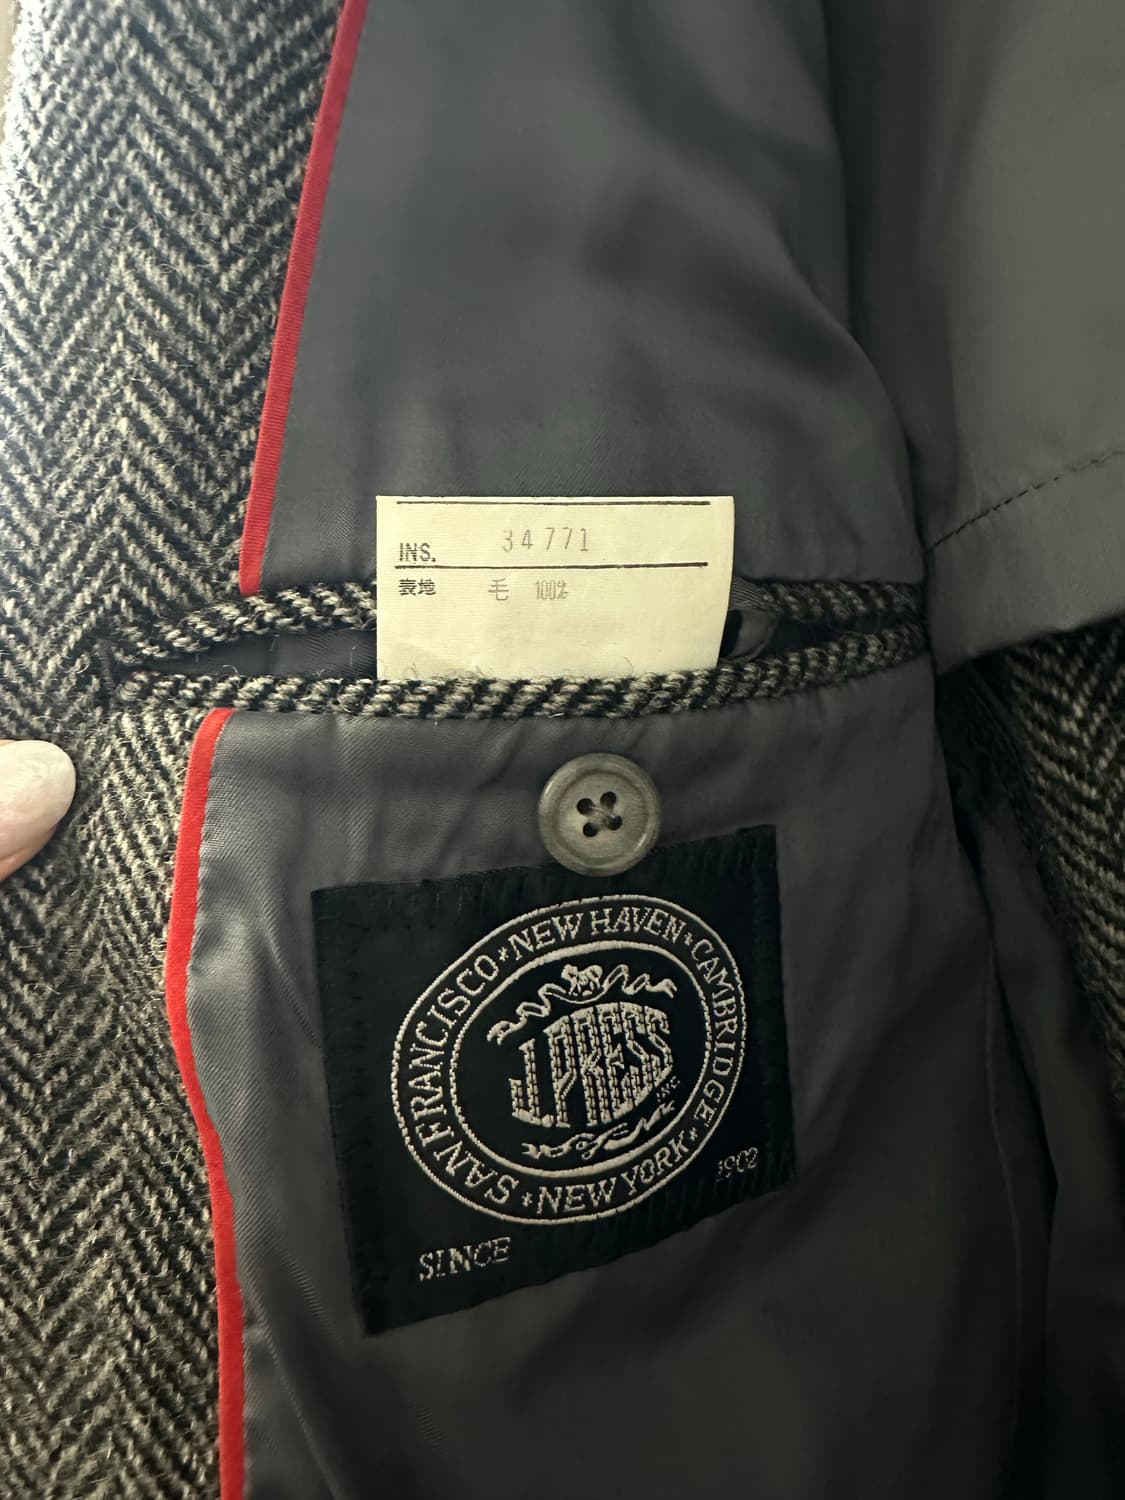 INS. 34771
表地 毛 100%
SAN FRANCISCO * NEW HAVEN * CAMBRIDGE * NEW YORK *
J.PRESS
INC.
SINCE 1902